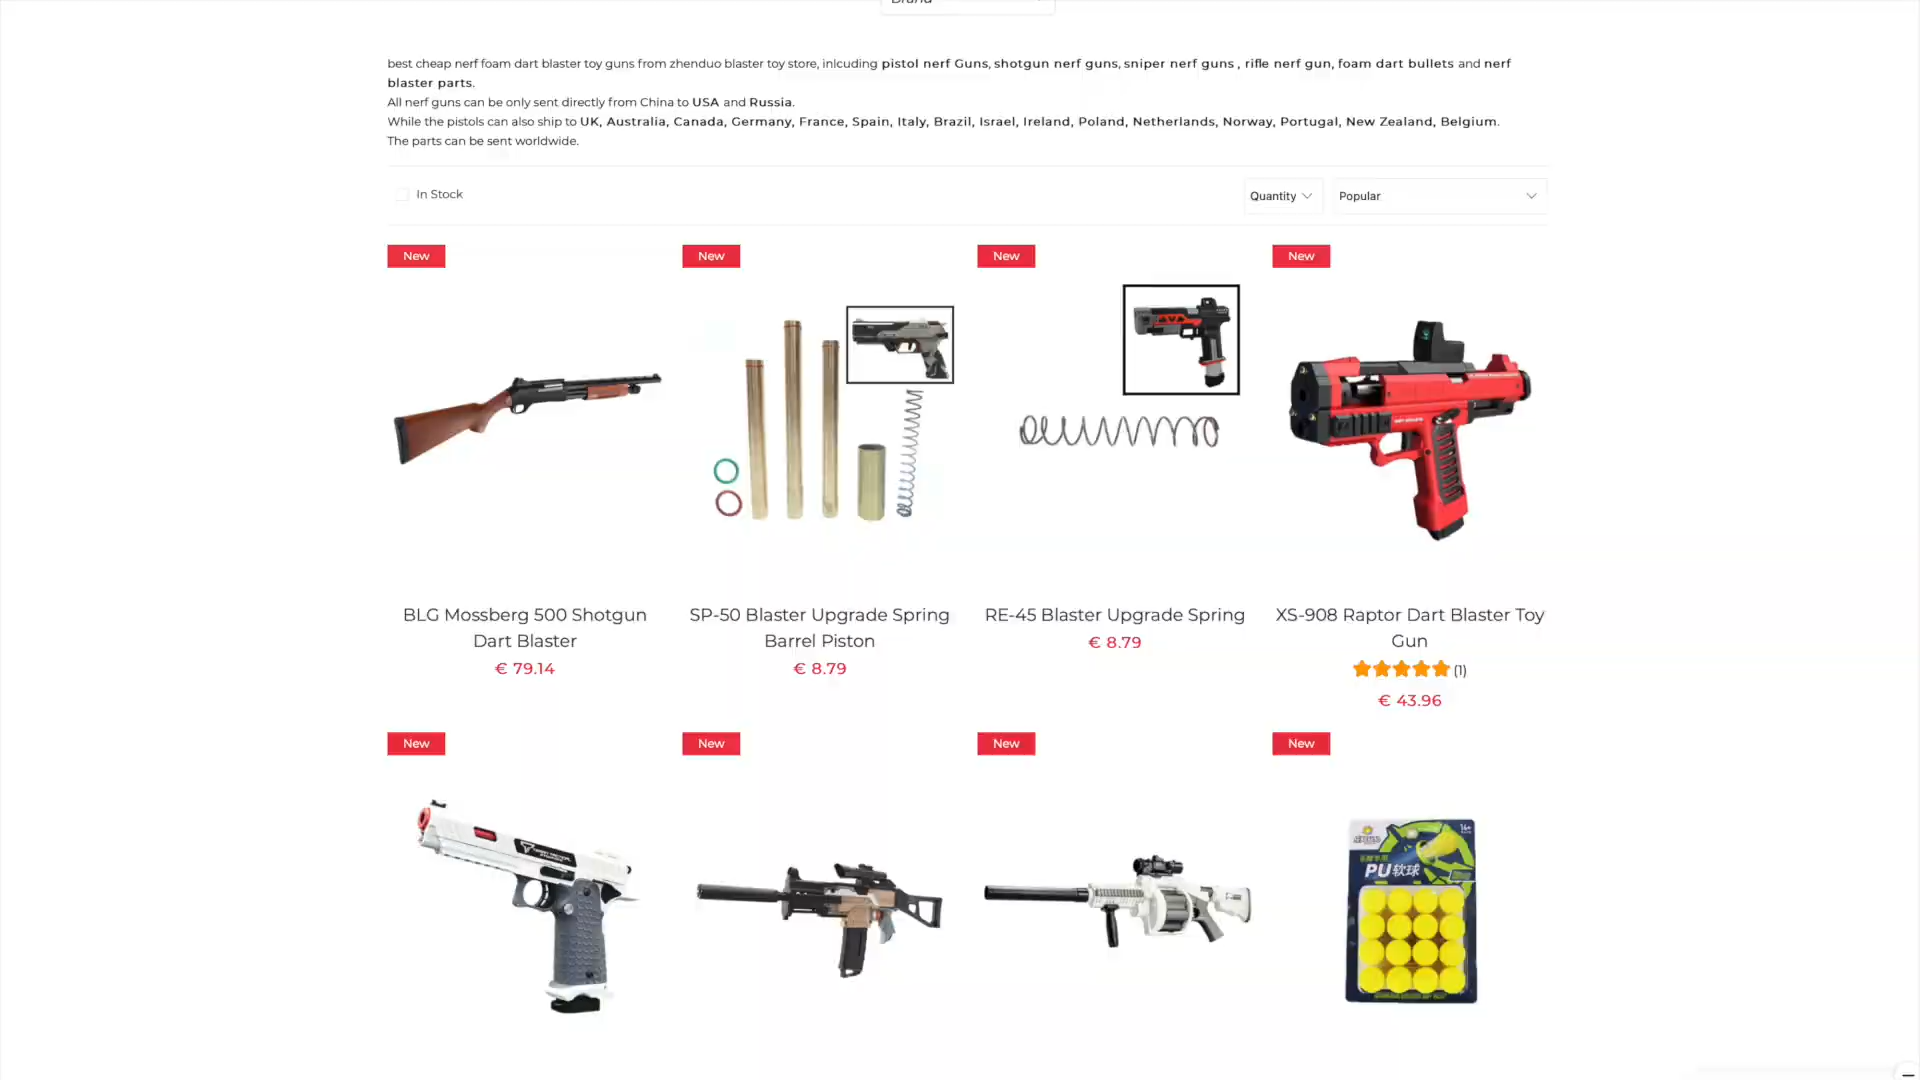 best cheap nerf foam dart blaster toy guns from zhenduo blaster toy store, inlcuding pistol nerf Guns, shotgun nerf guns, sniper nerf guns , rifle nerf gun, foam dart bullets and nerf
blaster parts.
All nerf guns can be only sent directly from China to USA and Russia.
While the pistols can also ship to UK, Australia, Canada, Germany, France, Spain, Italy, Brazil, Israel, Ireland, Poland, Netherlands, Norway, Portugal, New Zealand, Belgium.
The parts can be sent worldwide.
In Stock
Quantity
Popular
New
New
New
New
BLG Mossberg 500 Shotgun
Dart Blaster
€ 79.14
SP-50 Blaster Upgrade Spring
Barrel Piston
€ 8.79
RE-45 Blaster Upgrade Spring
€ 8.79
XS-908 Raptor Dart Blaster Toy
Gun
(1)
€ 43.96
New
New
New
New
14+
PU软球